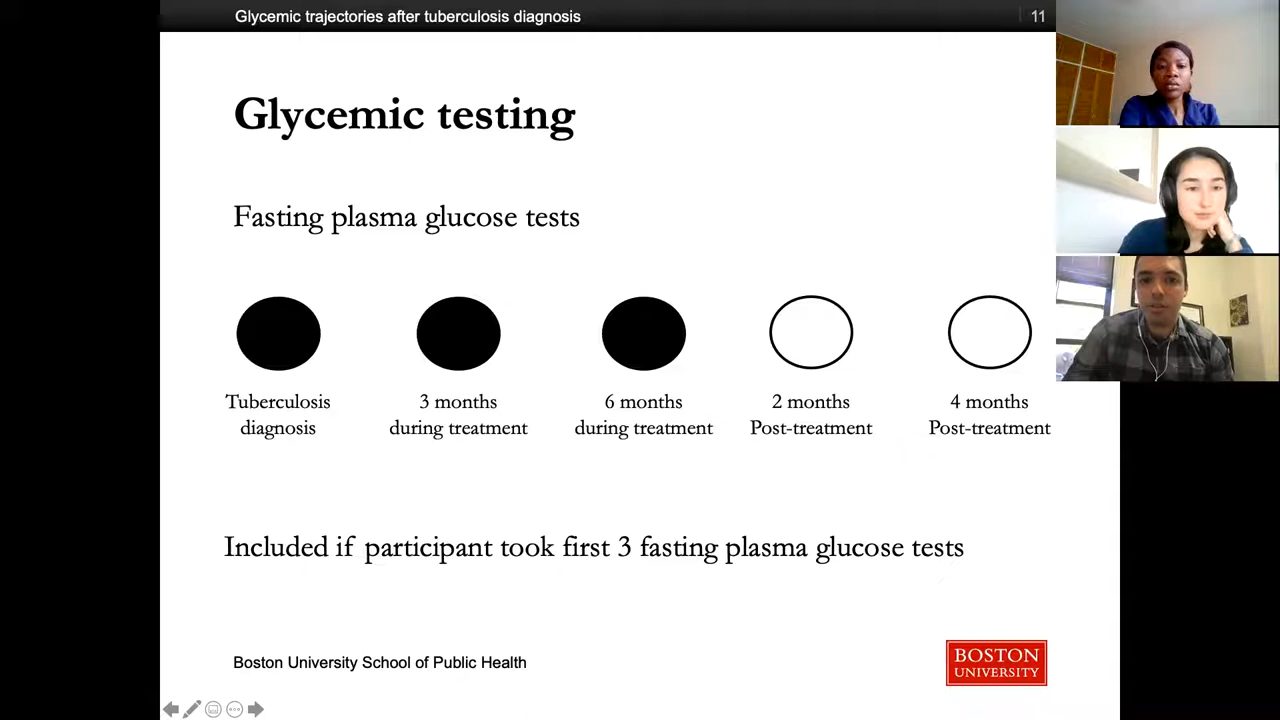 Glycemic trajectories after tuberculosis diagnosis
11
Glycemic testing
Fasting plasma glucose tests
Tuberculosis
diagnosis
3 months
during treatment
6 months
during treatment
2 months
Post-treatment
4 months
Post-treatment
Included if participant took first 3 fasting plasma glucose tests
Boston University School of Public Health
BOSTON
UNIVERSITY